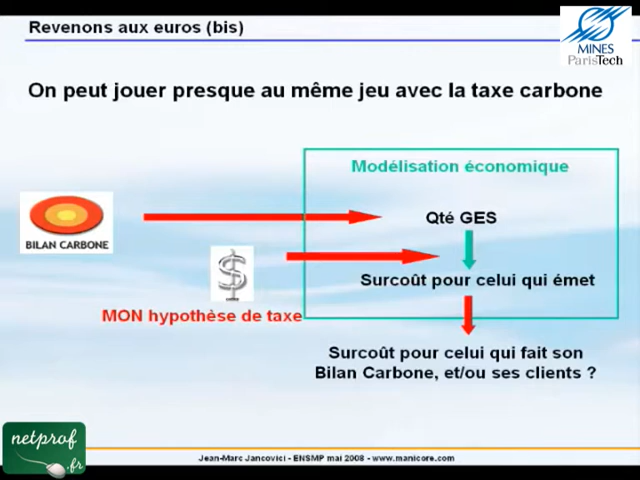 Revenons aux euros (bis)
MINES
ParisTech
On peut jouer presque au même jeu avec la taxe carbone
Modélisation économique
BILAN CARBONE
Qté GES
$
Surcoût pour celui qui émet
MON hypothèse de taxe
Surcoût pour celui qui fait son
Bilan Carbone, et/ou ses clients ?
netprof
.fr
Jean-Marc Jancovici - ENSMP mai 2008 - www.manicore.com